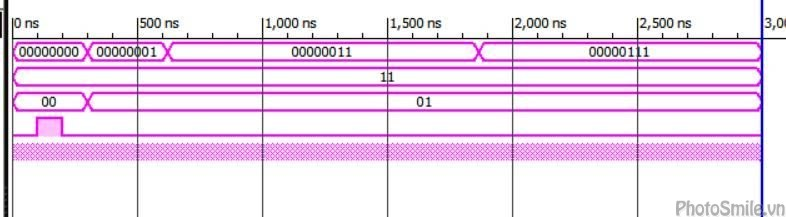 0 ns 500 ns 1,000 ns 1,500 ns 2,000 ns 2,500 ns 3,00
00000000 00000001 00000011 00000111
11
00 01
PhotoSmile.vn